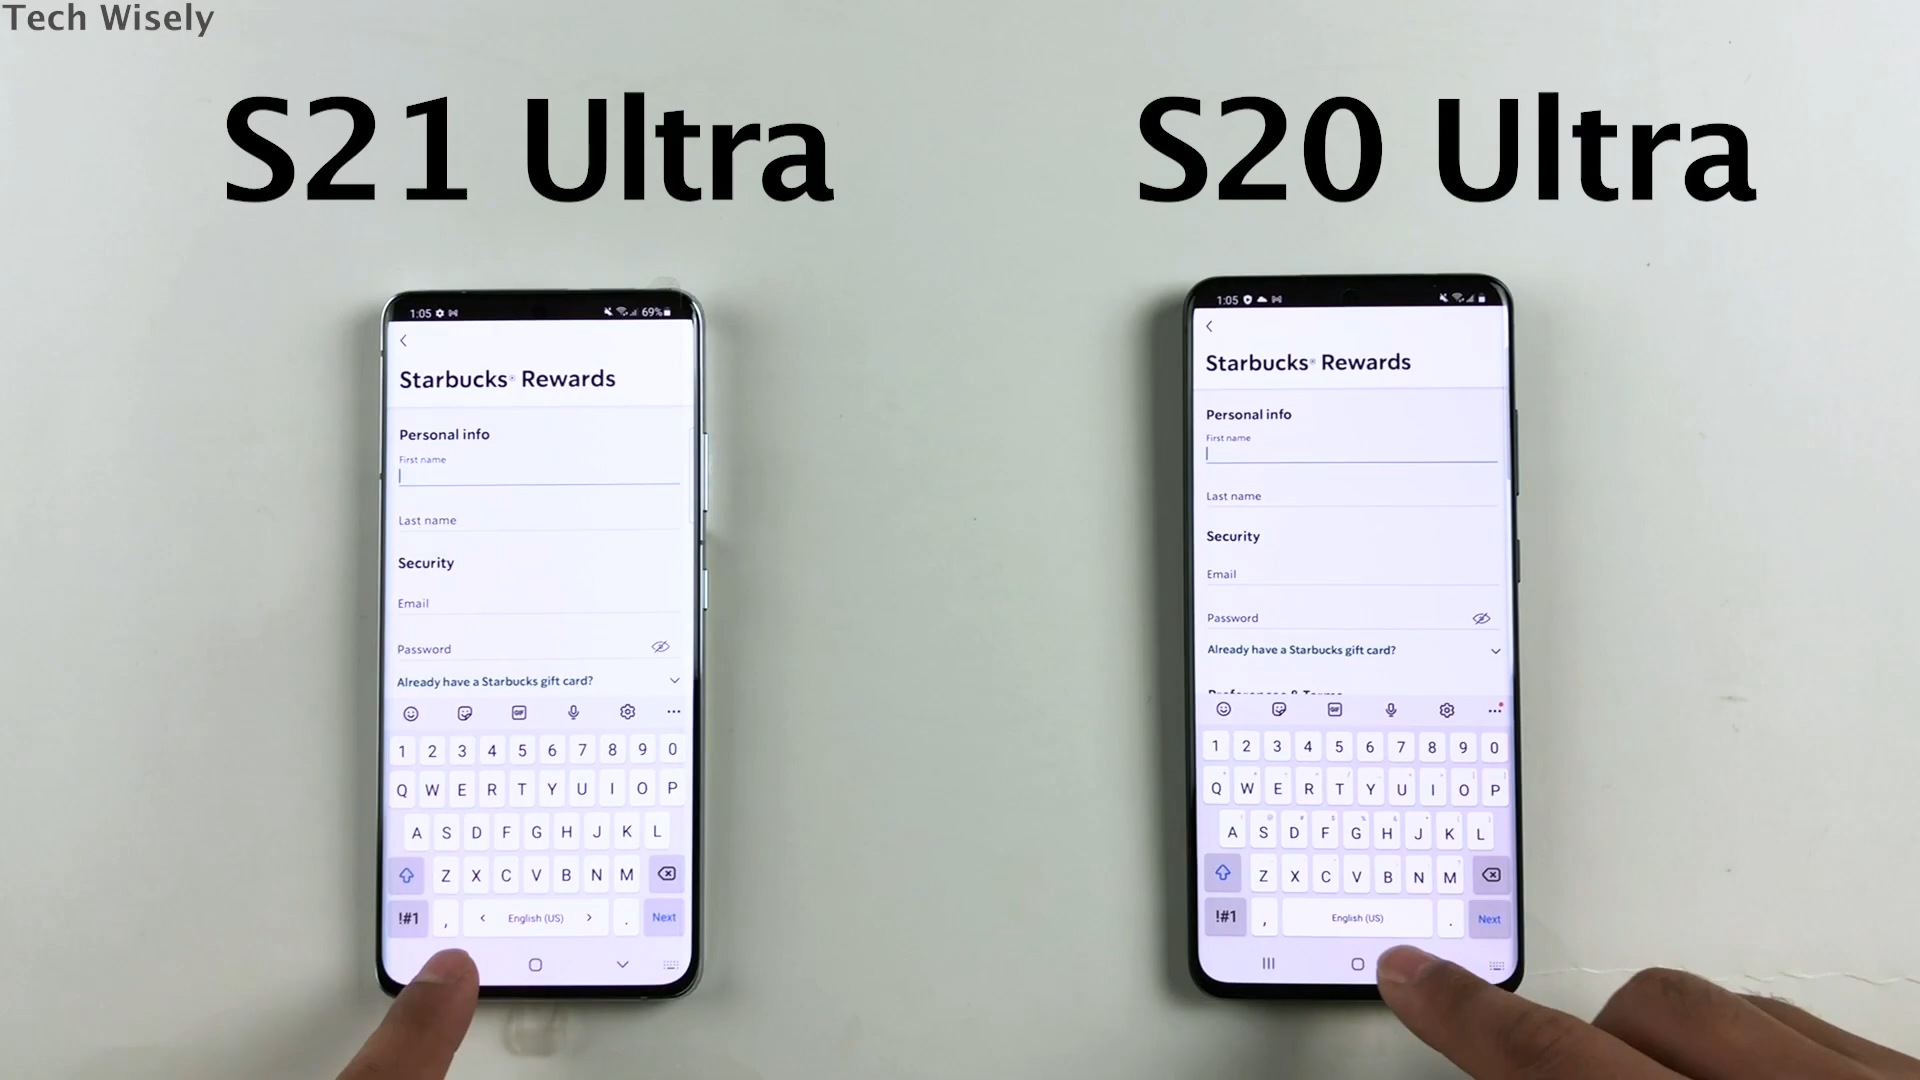 Tech Wisely
S21 Ultra
S20 Ultra
1:05
69%
Starbucks® Rewards
Personal info
First name
Last name
Security
Email
Password
Already have a Starbucks gift card?
GIF
1 2 3 4 5 6 7 8 9 0
Q W E R T Y U I O P
A S D F G H J K L
Z X C V B N M
!#1 , < English (US) > . Next
1:05
Starbucks® Rewards
Personal info
First name
Last name
Security
Email
Password
Already have a Starbucks gift card?
GIF
1 2 3 4 5 6 7 8 9 0
Q W E R T Y U I O P
A S D F G H J K L
Z X C V B N M
!#1 , English (US) . Next